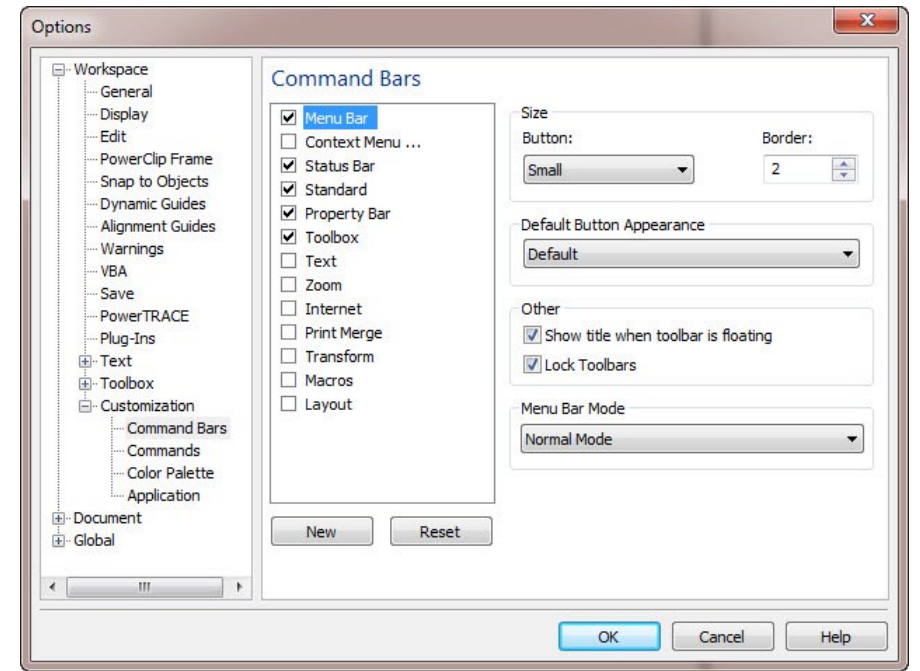 Options
Workspace
General
Display
Edit
PowerClip Frame
Snap to Objects
Dynamic Guides
Alignment Guides
Warnings
VBA
Save
PowerTRACE
Plug-Ins
Text
Toolbox
Customization
Command Bars
Commands
Color Palette
Application
Document
Global
Command Bars
Menu Bar
Context Menu ...
Status Bar
Standard
Property Bar
Toolbox
Text
Zoom
Internet
Print Merge
Transform
Macros
Layout
New Reset
Size
Button: Border:
Small 2
Default Button Appearance
Default
Other
Show title when toolbar is floating
Lock Toolbars
Menu Bar Mode
Normal Mode
OK Cancel Help